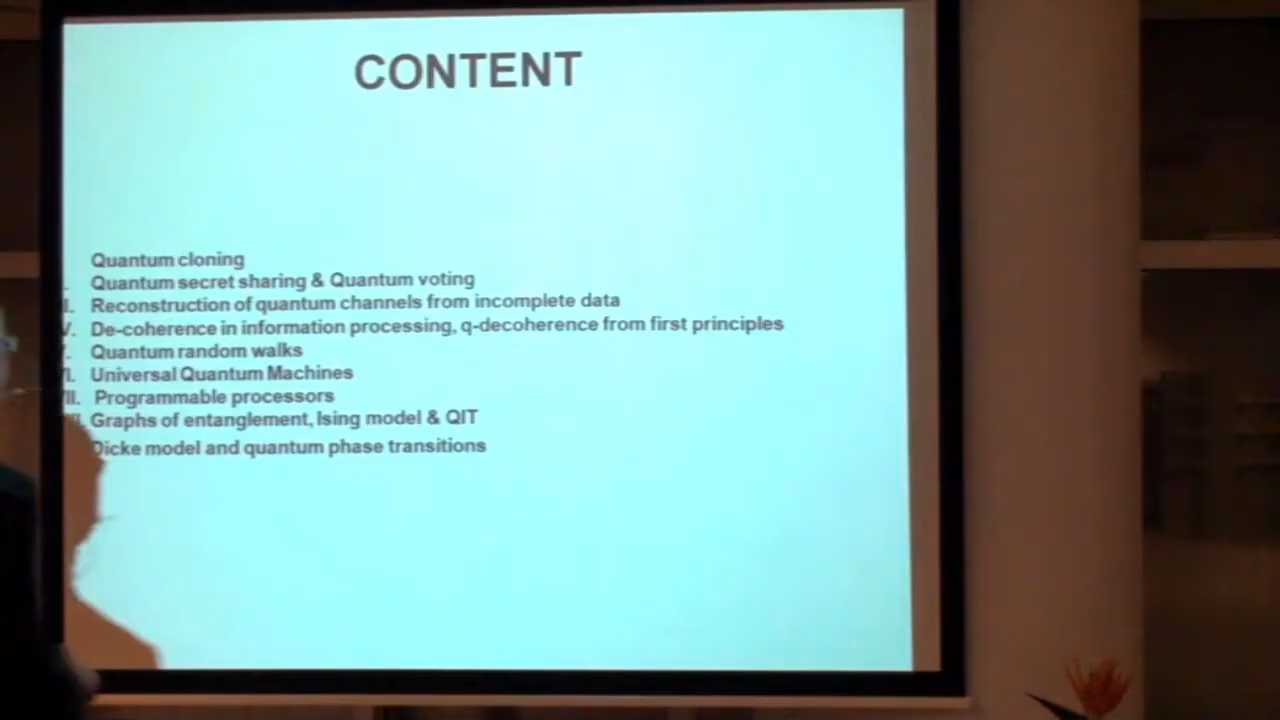 CONTENT
Quantum cloning
Quantum secret sharing & Quantum voting
I. Reconstruction of quantum channels from incomplete data
V. De-coherence in information processing, q-decoherence from first principles
Quantum random walks
I. Universal Quantum Machines
II. Programmable processors
Graphs of entanglement, Ising model & QIT
Dicke model and quantum phase transitions